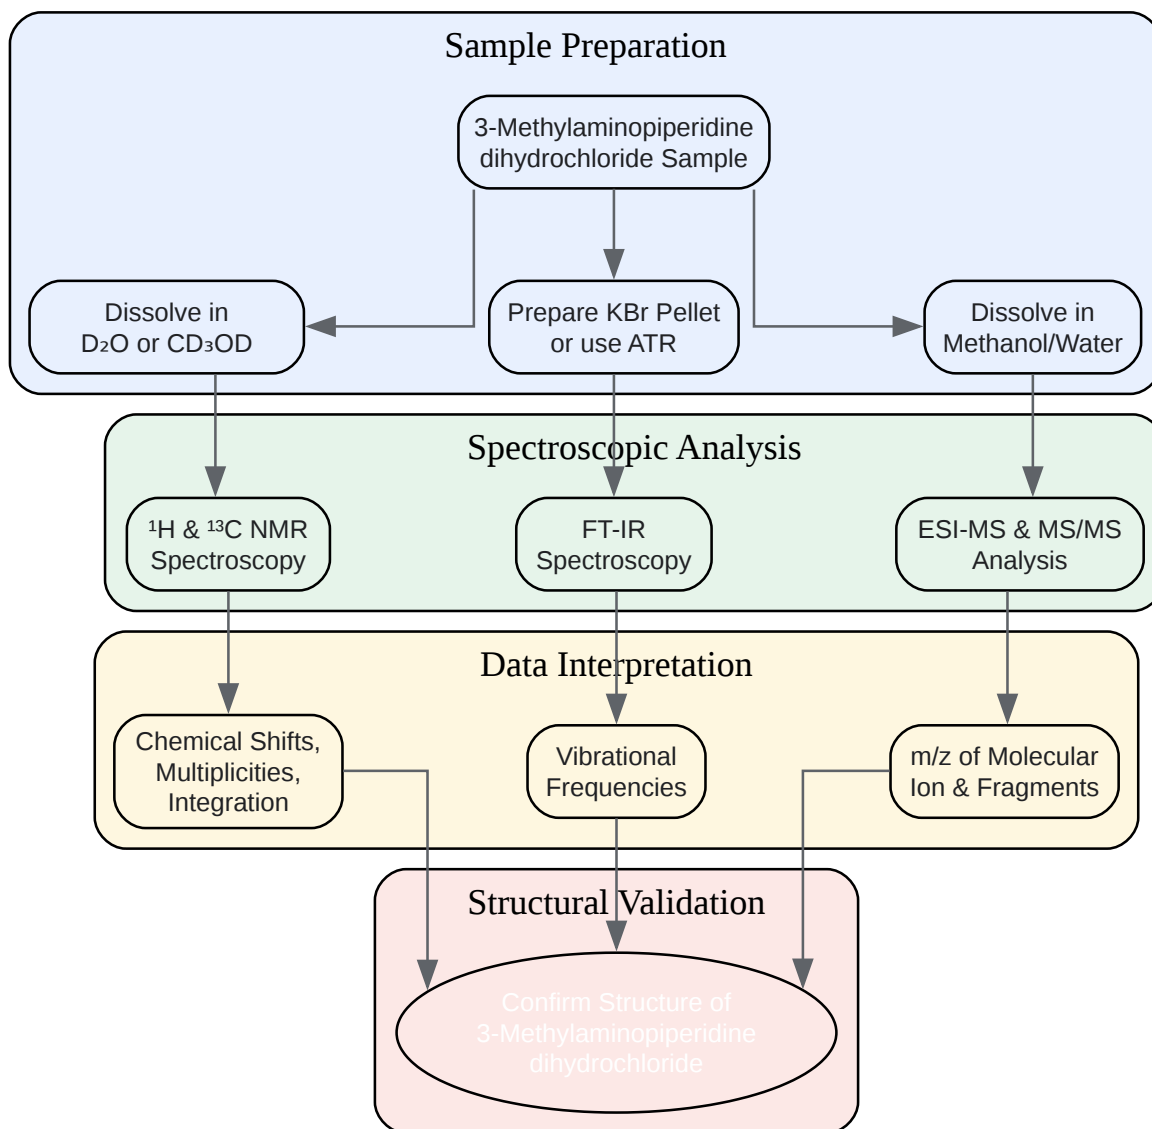 Sample Preparation
3-Methylaminopiperidine
dihydrochloride Sample
Dissolve in
D₂O or CD₃OD
Prepare KBr Pellet
or use ATR
Dissolve in
Methanol/Water
Spectroscopic Analysis
¹H & ¹³C NMR
Spectroscopy
FT-IR
Spectroscopy
ESI-MS & MS/MS
Analysis
Data Interpretation
Chemical Shifts,
Multiplicities,
Integration
Vibrational
Frequencies
m/z of Molecular
Ion & Fragments
Structural Validation
Confirm Structure of
3-Methylaminopiperidine
dihydrochloride